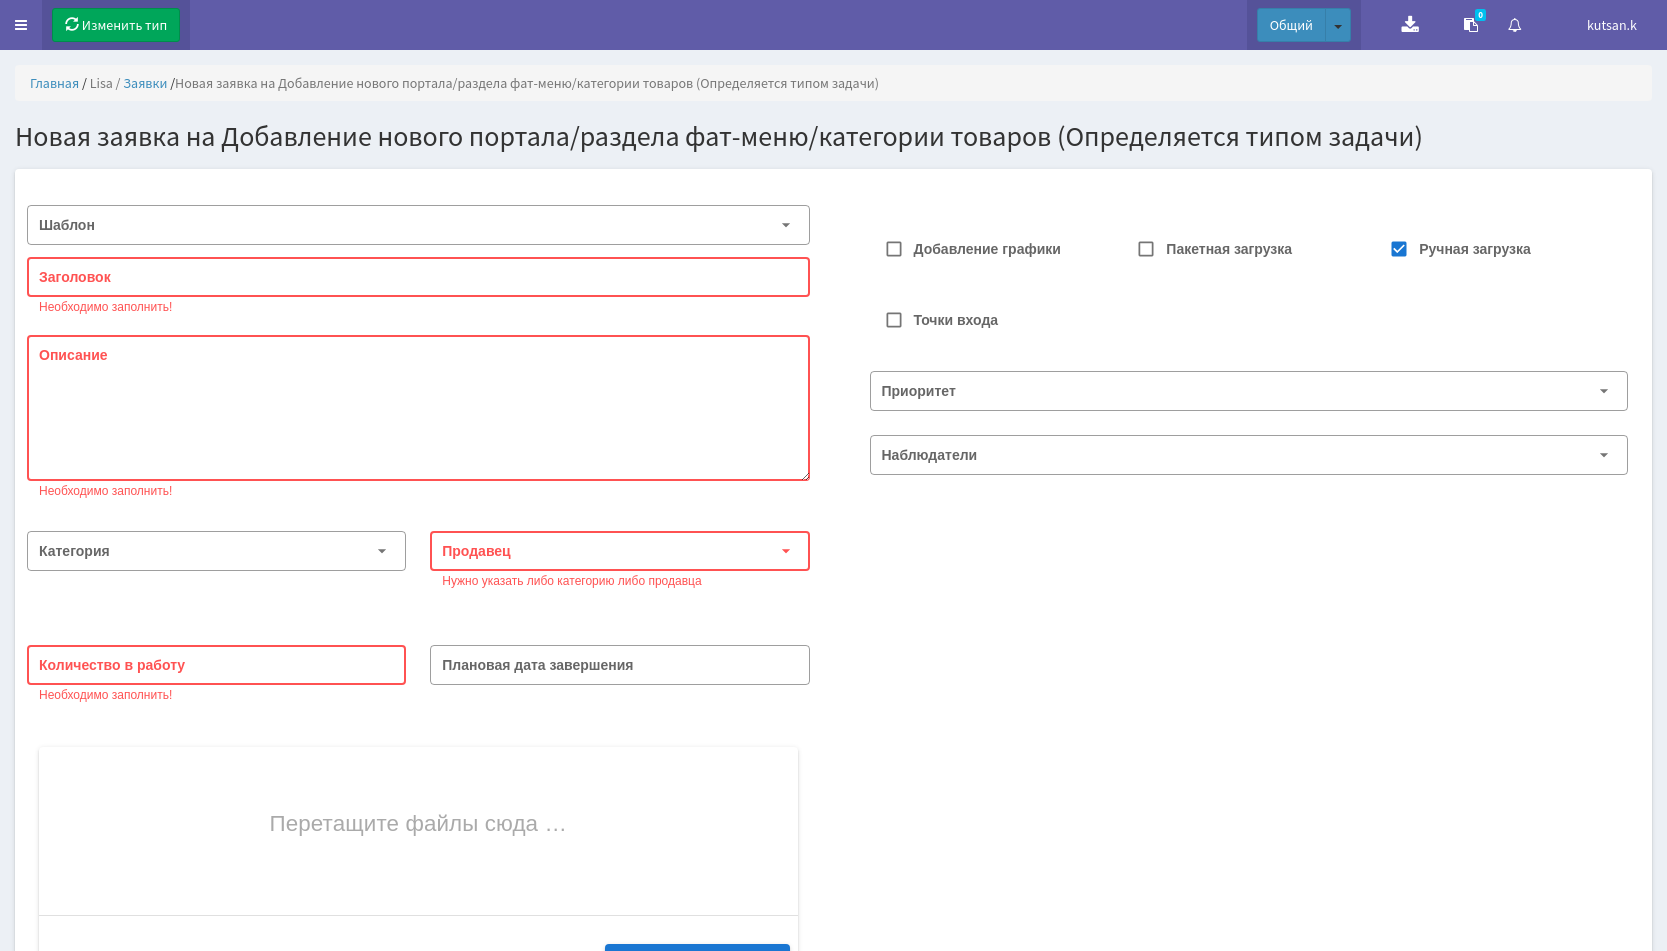 Изменить тип
Общий
0
kutsan.k
Главная / Lisa / Заявки /Новая заявка на Добавление нового портала/раздела фат-меню/категории товаров (Определяется типом задачи)
Новая заявка на Добавление нового портала/раздела фат-меню/категории товаров (Определяется типом задачи)
Шаблон
Заголовок
Необходимо заполнить!
Описание
Необходимо заполнить!
Категория
Продавец
Нужно указать либо категорию либо продавца
Количество в работу
Необходимо заполнить!
Плановая дата завершения
Перетащите файлы сюда …
Добавление графики
Пакетная загрузка
Ручная загрузка
Точки входа
Приоритет
Наблюдатели